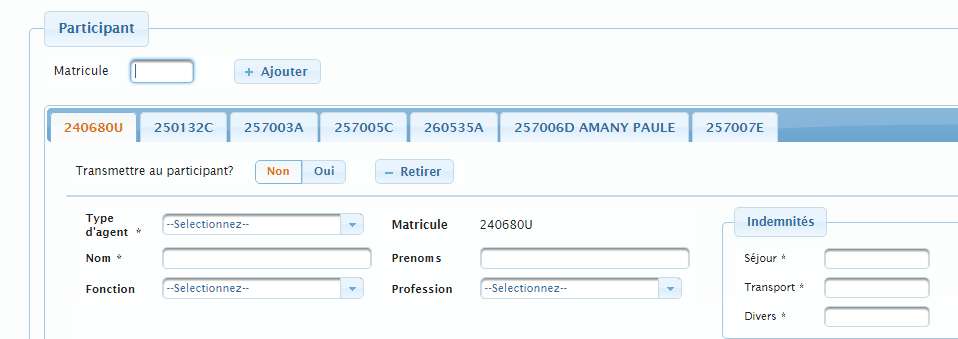 Participant
Matricule + Ajouter
240680U 250132C 257003A 257005C 260535A 257006D AMANY PAULE 257007E
Transmettre au participant? Non Oui − Retirer
Type d'agent * --Selectionnez-- Matricule 240680U
Indemnités
Nom * Prenoms
Séjour *
Fonction --Selectionnez-- Profession --Selectionnez--
Transport *
Divers *